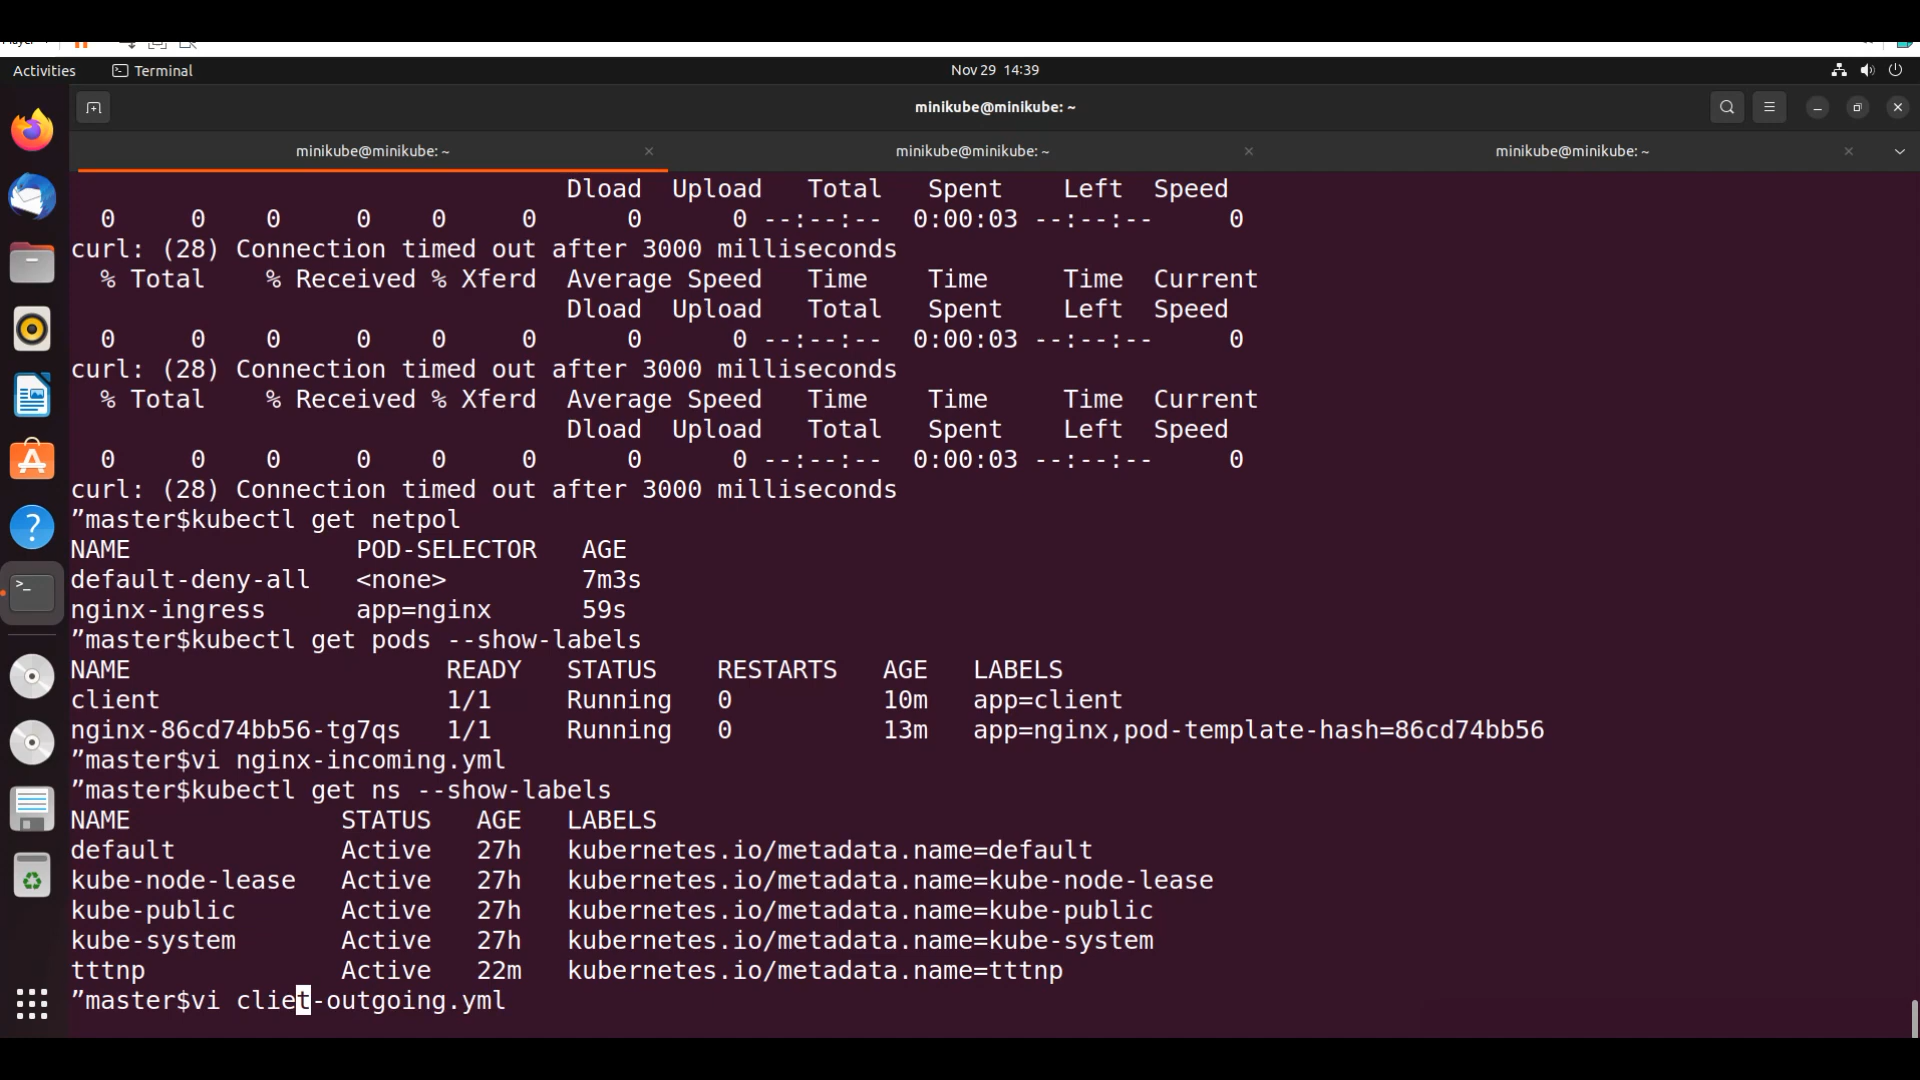 Activities Terminal Nov 29 14:39
minikube@minikube: ~
minikube@minikube: ~ minikube@minikube: ~ minikube@minikube: ~
Dload Upload Total Spent Left Speed
0 0 0 0 0 0 0 0 --:--:-- 0:00:03 --:--:-- 0
curl: (28) Connection timed out after 3000 milliseconds
% Total % Received % Xferd Average Speed Time Time Time Current
Dload Upload Total Spent Left Speed
0 0 0 0 0 0 0 0 --:--:-- 0:00:03 --:--:-- 0
curl: (28) Connection timed out after 3000 milliseconds
% Total % Received % Xferd Average Speed Time Time Time Current
Dload Upload Total Spent Left Speed
0 0 0 0 0 0 0 0 --:--:-- 0:00:03 --:--:-- 0
curl: (28) Connection timed out after 3000 milliseconds
”master$kubectl get netpol
NAME POD-SELECTOR AGE
default-deny-all <none> 7m3s
nginx-ingress app=nginx 59s
”master$kubectl get pods --show-labels
NAME READY STATUS RESTARTS AGE LABELS
client 1/1 Running 0 10m app=client
nginx-86cd74bb56-tg7qs 1/1 Running 0 13m app=nginx,pod-template-hash=86cd74bb56
”master$vi nginx-incoming.yml
”master$kubectl get ns --show-labels
NAME STATUS AGE LABELS
default Active 27h kubernetes.io/metadata.name=default
kube-node-lease Active 27h kubernetes.io/metadata.name=kube-node-lease
kube-public Active 27h kubernetes.io/metadata.name=kube-public
kube-system Active 27h kubernetes.io/metadata.name=kube-system
tttnp Active 22m kubernetes.io/metadata.name=tttnp
”master$vi cliet-outgoing.yml